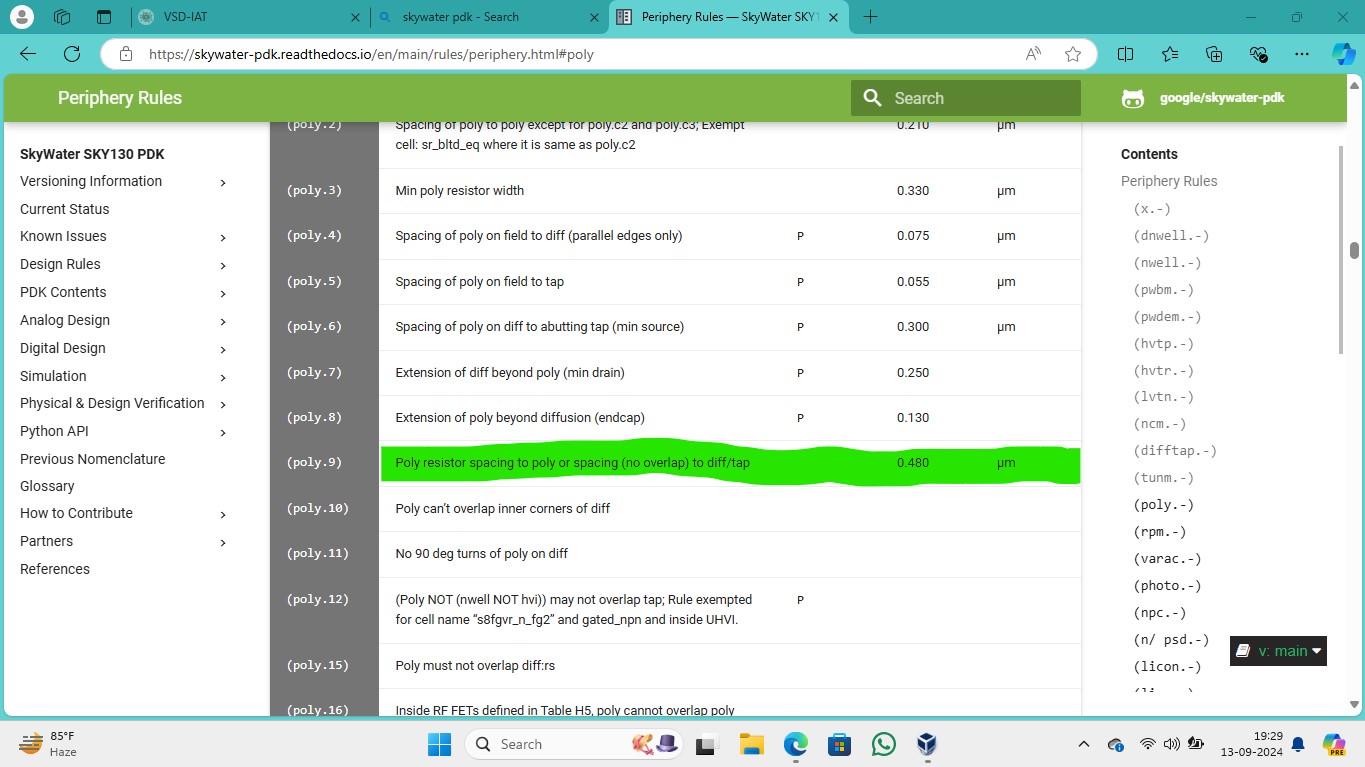 VSD-IAT
skywater pdk - Search
Periphery Rules — SkyWater SKY1
https://skywater-pdk.readthedocs.io/en/main/rules/periphery.html#poly
Periphery Rules
Search
google/skywater-pdk
SkyWater SKY130 PDK
Versioning Information
Current Status
Known Issues
Design Rules
PDK Contents
Analog Design
Digital Design
Simulation
Physical & Design Verification
Python API
Previous Nomenclature
Glossary
How to Contribute
Partners
References
(poly.2) Spacing of poly to poly except for poly.c2 and poly.c3; Exempt 0.210 µm
cell: sr_bltd_eq where it is same as poly.c2
(poly.3) Min poly resistor width 0.330 µm
(poly.4) Spacing of poly on field to diff (parallel edges only) P 0.075 µm
(poly.5) Spacing of poly on field to tap P 0.055 µm
(poly.6) Spacing of poly on diff to abutting tap (min source) P 0.300 µm
(poly.7) Extension of diff beyond poly (min drain) P 0.250
(poly.8) Extension of poly beyond diffusion (endcap) P 0.130
(poly.9) Poly resistor spacing to poly or spacing (no overlap) to diff/tap 0.480 µm
(poly.10) Poly can’t overlap inner corners of diff
(poly.11) No 90 deg turns of poly on diff
(poly.12) (Poly NOT (nwell NOT hvi)) may not overlap tap; Rule exempted P
for cell name “s8fgvr_n_fg2” and gated_npn and inside UHVI.
(poly.15) Poly must not overlap diff:rs
(poly.16) Inside RF FETs defined in Table H5, poly cannot overlap poly
Contents
Periphery Rules
(x.-)
(dnwell.-)
(nwell.-)
(pwbm.-)
(pwdem.-)
(hvtp.-)
(hvtr.-)
(lvtn.-)
(ncm.-)
(difftap.-)
(tunm.-)
(poly.-)
(rpm.-)
(varac.-)
(photo.-)
(npc.-)
(n/ psd.-)
(licon.-)
v: main
85°F
Haze
Search
19:29
13-09-2024
PRE